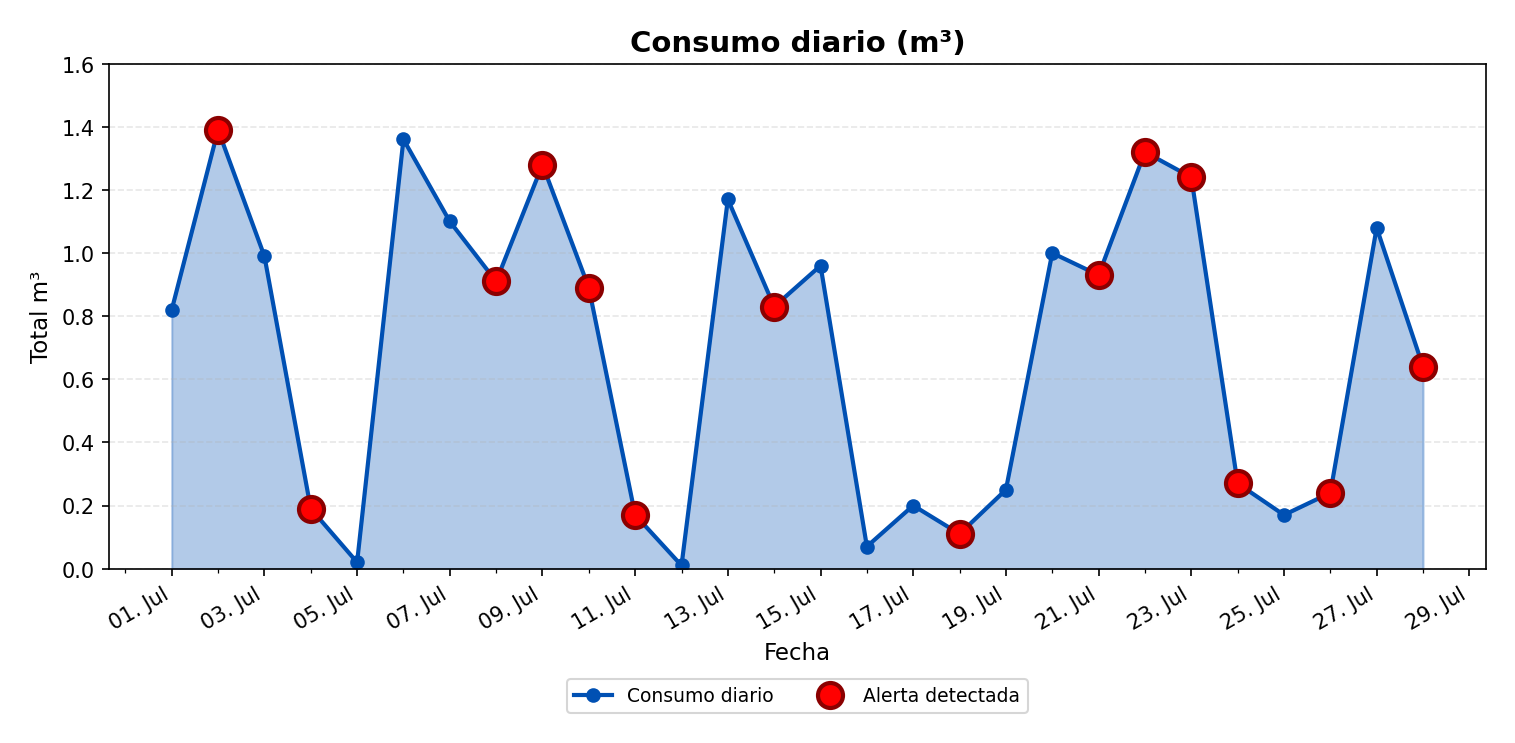 Consumo diario (m³)
Total m³
1.6
1.4
1.2
1.0
0.8
0.6
0.4
0.2
0.0
01. Jul
03. Jul
05. Jul
07. Jul
09. Jul
11. Jul
13. Jul
15. Jul
17. Jul
19. Jul
21. Jul
23. Jul
25. Jul
27. Jul
29. Jul
Fecha
Consumo diario
Alerta detectada